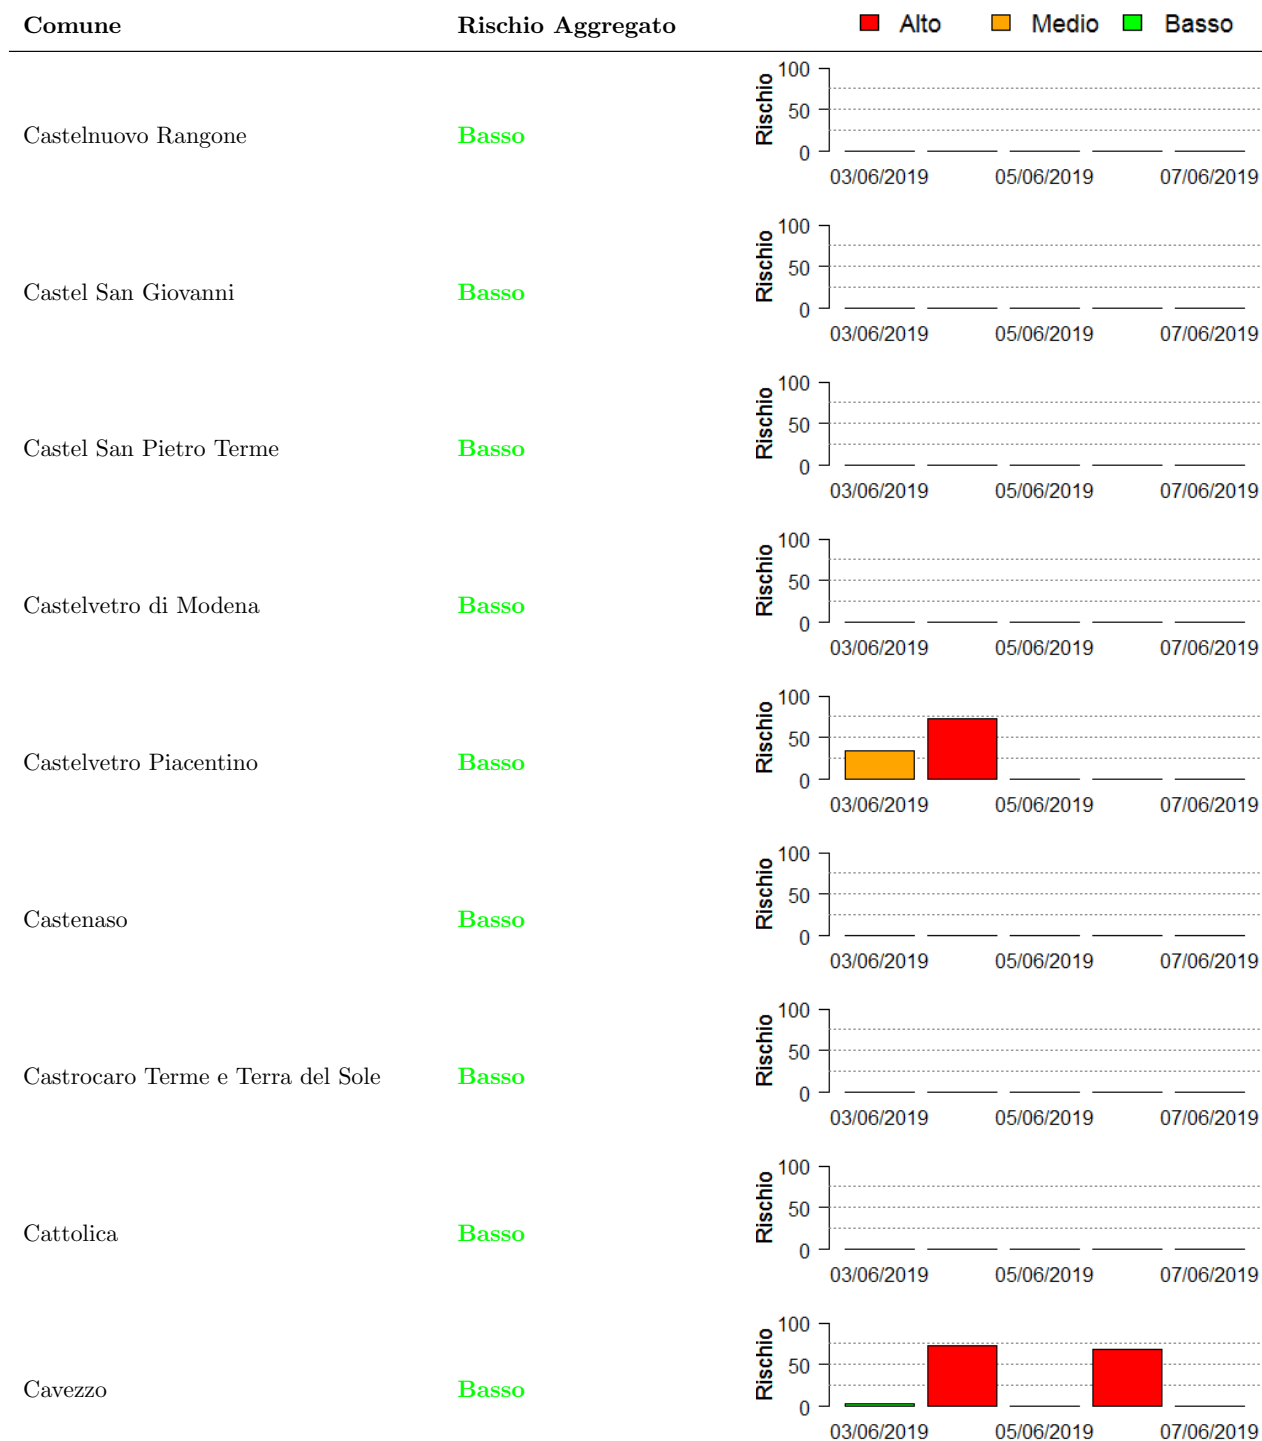 Comune Rischio Aggregato Alto Medio Basso
Castelnuovo Rangone Basso Rischio 100 50 0
03/06/2019 05/06/2019 07/06/2019
Castel San Giovanni Basso Rischio 100 50 0
03/06/2019 05/06/2019 07/06/2019
Castel San Pietro Terme Basso Rischio 100 50 0
03/06/2019 05/06/2019 07/06/2019
Castelvetro di Modena Basso Rischio 100 50 0
03/06/2019 05/06/2019 07/06/2019
Castelvetro Piacentino Basso Rischio 100 50 0
03/06/2019 05/06/2019 07/06/2019
Castenaso Basso Rischio 100 50 0
03/06/2019 05/06/2019 07/06/2019
Castrocaro Terme e Terra del Sole Basso Rischio 100 50 0
03/06/2019 05/06/2019 07/06/2019
Cattolica Basso Rischio 100 50 0
03/06/2019 05/06/2019 07/06/2019
Cavezzo Basso Rischio 100 50 0
03/06/2019 05/06/2019 07/06/2019